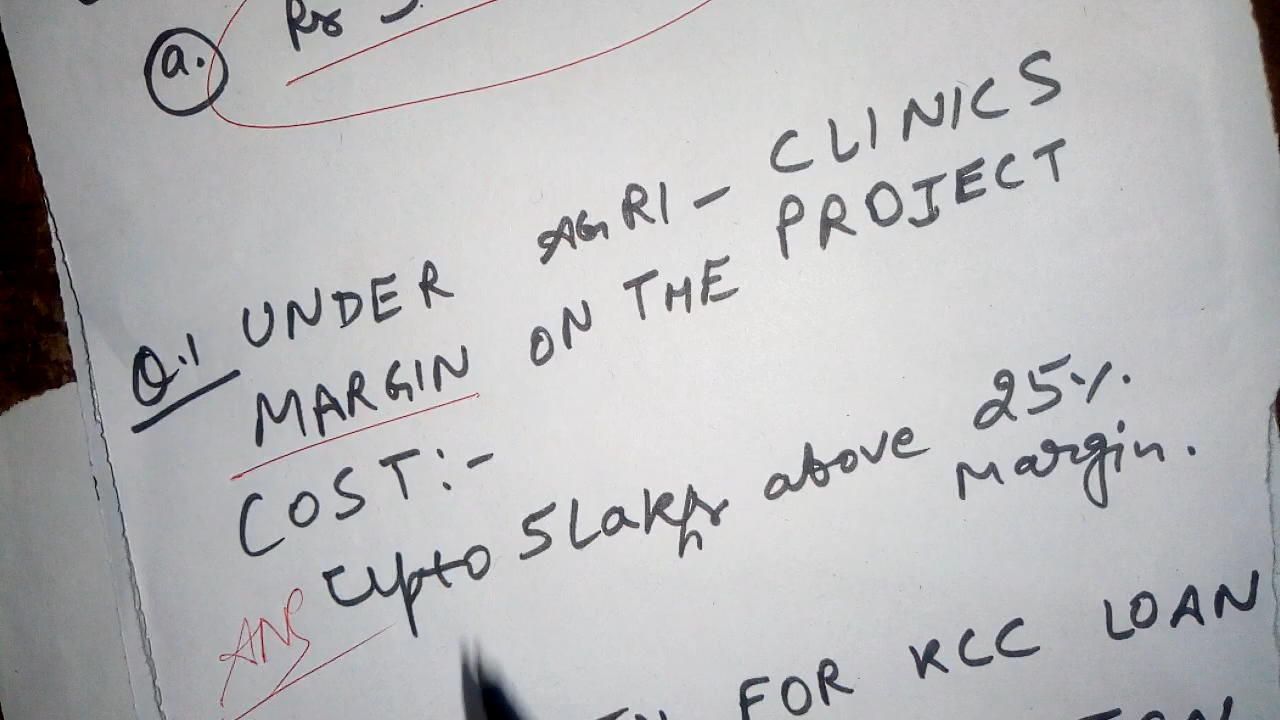 a. Rs
Q.1 UNDER AGRI - CLINICS
MARGIN ON THE PROJECT
COST:-
ANS Upto 5 Lakhs above 25%
Margin.
FOR KCC LOAN